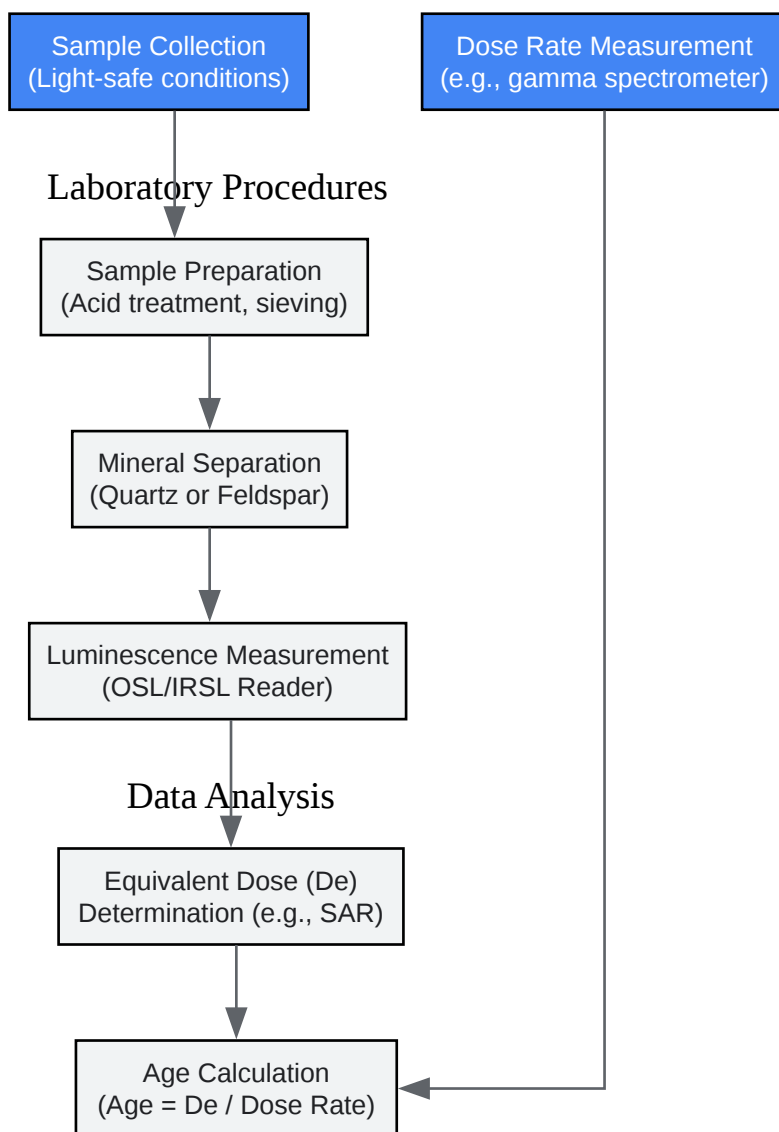 Sample Collection
(Light-safe conditions)
Dose Rate Measurement
(e.g., gamma spectrometer)
Laboratory Procedures
Sample Preparation
(Acid treatment, sieving)
Mineral Separation
(Quartz or Feldspar)
Luminescence Measurement
(OSL/IRSL Reader)
Data Analysis
Equivalent Dose (De)
Determination (e.g., SAR)
Age Calculation
(Age = De / Dose Rate)